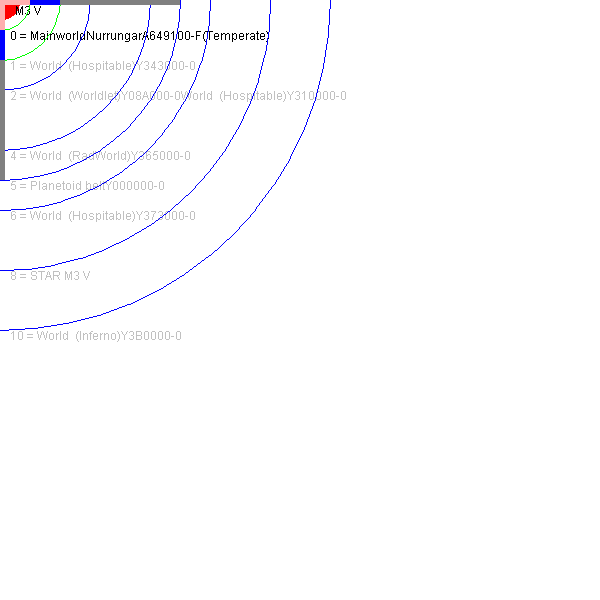 M3 V
0 = MainworldNurrungarA649100-F(Temperate)
1 = World  (Hospitable)Y343000-0
2 = World  (Worldlet)Y08A000-0World  (Hospitable)Y310000-0
4 = World  (RadWorld)Y365000-0
5 = Planetoid beltY000000-0
6 = World  (Hospitable)Y373000-0
8 = STAR M3 V
10 = World  (Inferno)Y3B0000-0